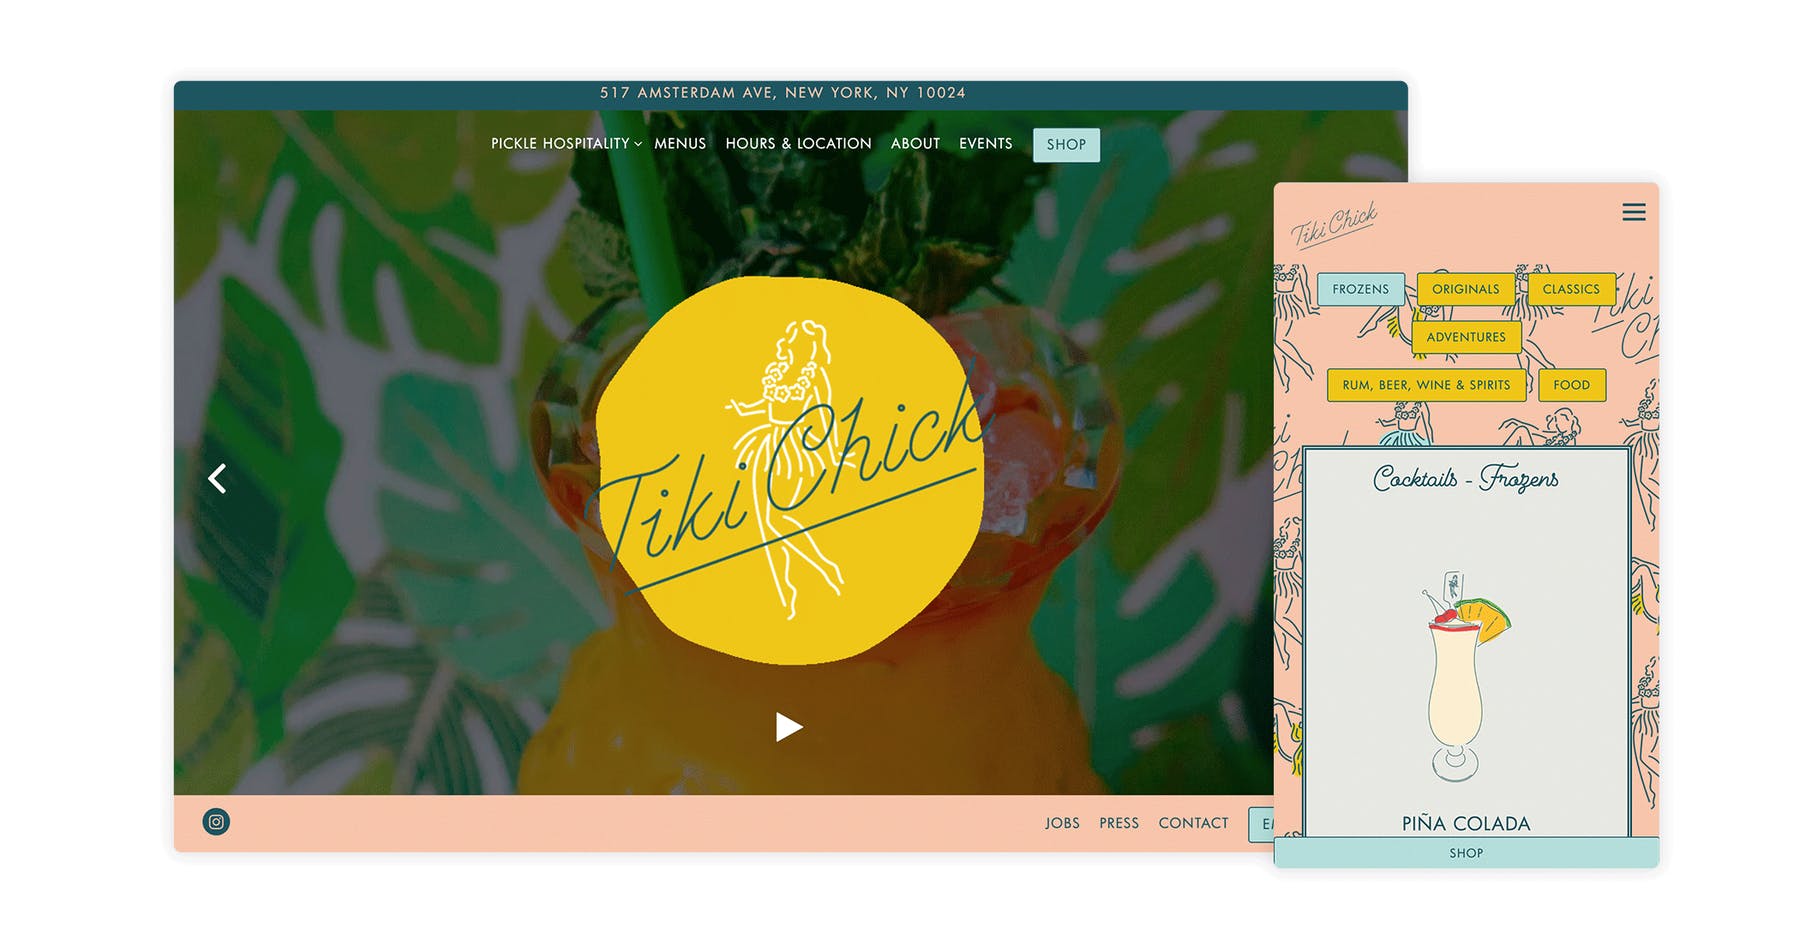 517 AMSTERDAM AVE, NEW YORK, NY 10024
PICKLE HOSPITALITY MENUS HOURS & LOCATION ABOUT EVENTS SHOP
Tiki Chick
JOBS PRESS CONTACT
Tiki Chick
FROZENS ORIGINALS CLASSICS
ADVENTURES
RUM, BEER, WINE & SPIRITS FOOD
Cocktails - Frozens
PIÑA COLADA
SHOP